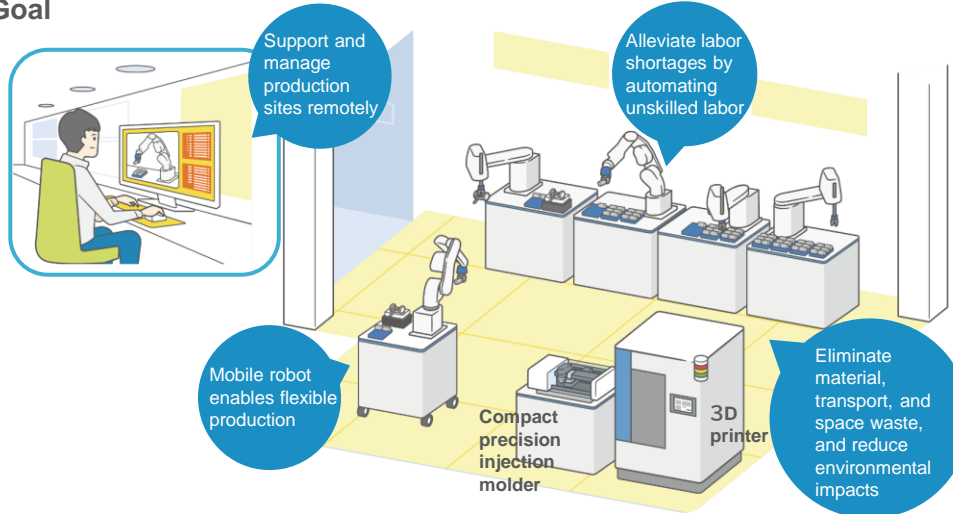 Goal
Support and
manage
production
sites remotely
Alleviate labor
shortages by
automating
unskilled labor
Mobile robot
enables flexible
production
Compact
precision
injection
molder
3D
printer
Eliminate
material,
transport, and
space waste,
and reduce
environmental
impacts